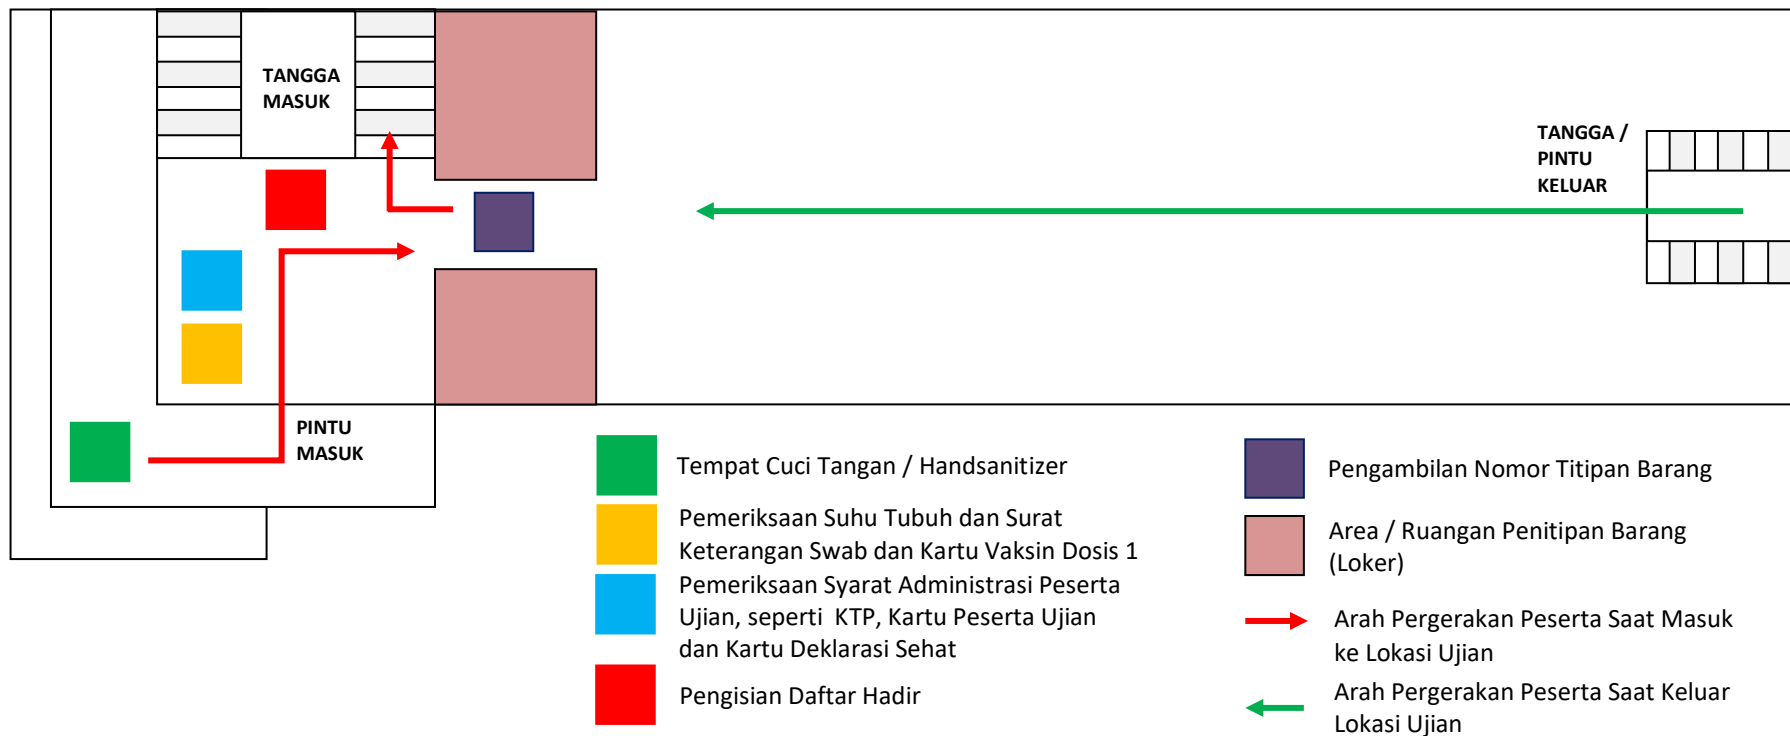 TANGGA
MASUK
TANGGA /
PINTU
KELUAR
PINTU
MASUK
Tempat Cuci Tangan / Handsanitizer
Pemeriksaan Suhu Tubuh dan Surat
Keterangan Swab dan Kartu Vaksin Dosis 1
Pemeriksaan Syarat Administrasi Peserta
Ujian, seperti KTP, Kartu Peserta Ujian
dan Kartu Deklarasi Sehat
Pengisian Daftar Hadir
Pengambilan Nomor Titipan Barang
Area / Ruangan Penitipan Barang
(Loker)
Arah Pergerakan Peserta Saat Masuk
ke Lokasi Ujian
Arah Pergerakan Peserta Saat Keluar
Lokasi Ujian